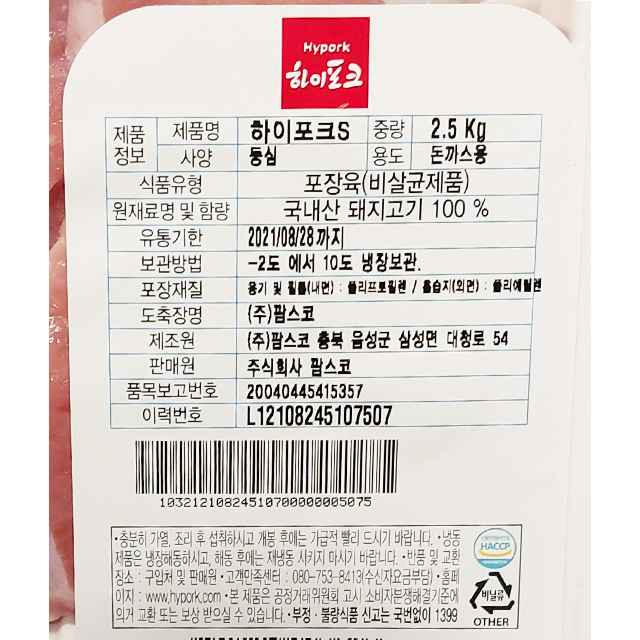 Hypork
하이포크
제품정보 제품명 하이포크S 중량 2.5 Kg
사양 등심 용도 돈까스용
식품유형 포장육(비살균제품)
원재료명 및 함량 국내산 돼지고기 100 %
유통기한 2021/08/28까지
보관방법 -2도 에서 10도 냉장보관.
포장재질 용기 및 필름(내면) : 폴리프로필렌 / 흡습지(외면) : 폴리에틸렌
도축장명 (주)팜스코
제조원 (주)팜스코 충북 음성군 삼성면 대청로 54
판매원 주식회사 팜스코
품목보고번호 20040445415357
이력번호 L12108245107507
10321210824510700000005075
•충분히 가열, 조리 후 섭취하시고 개봉 후에는 가급적 빨리 드시기 바랍니다. •냉동
제품은 냉장해동하시고, 해동 후에는 재냉동 시키지 마시기 바랍니다. •반품 및 교환
장소 : 구입처 및 판매원 •고객만족센터 : 080-753-8413(수신자요금부담) •홈페
이지 : www.hypork.com •본 제품은 공정거래위원회 고시 소비자분쟁해결기준에
의거 교환 또는 보상 받으실 수 있습니다. •부정·불량식품 신고는 국번없이 1399
HACCP
비닐류
OTHER